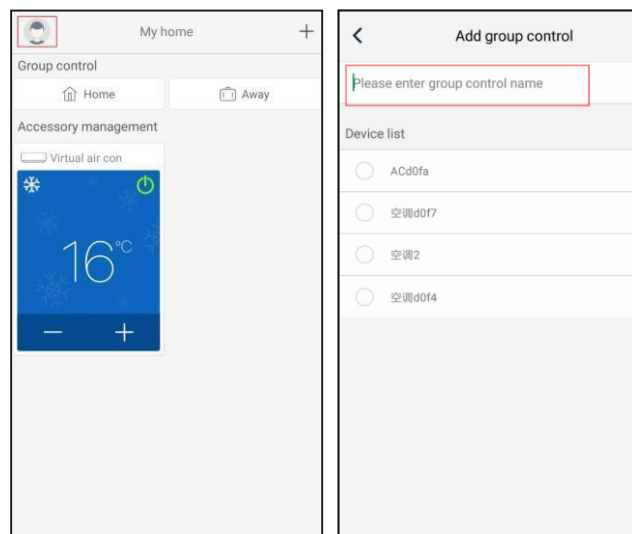 My home
Group control
Home
Away
Accessory management
Virtual air con
16°C
Add group control
Please enter group control name
Device list
ACd0fa
空调d0f7
空调2
空调d0f4